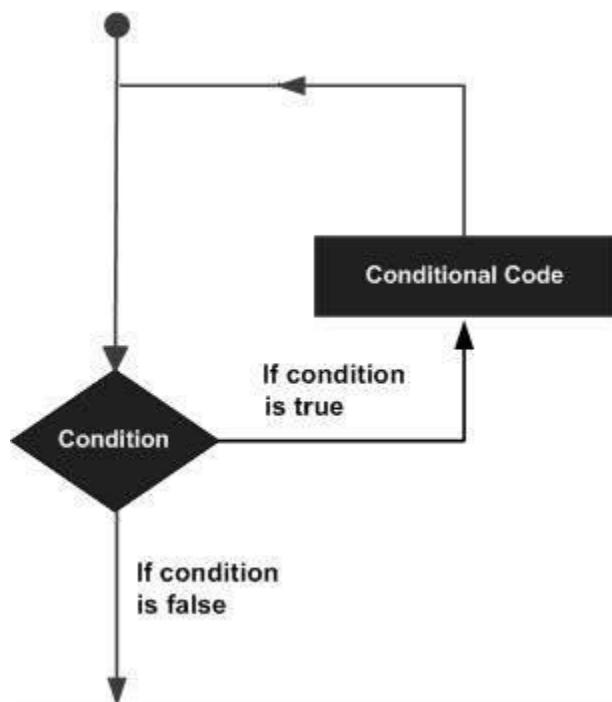 Conditional Code
If condition
is true
Condition
If condition
is false